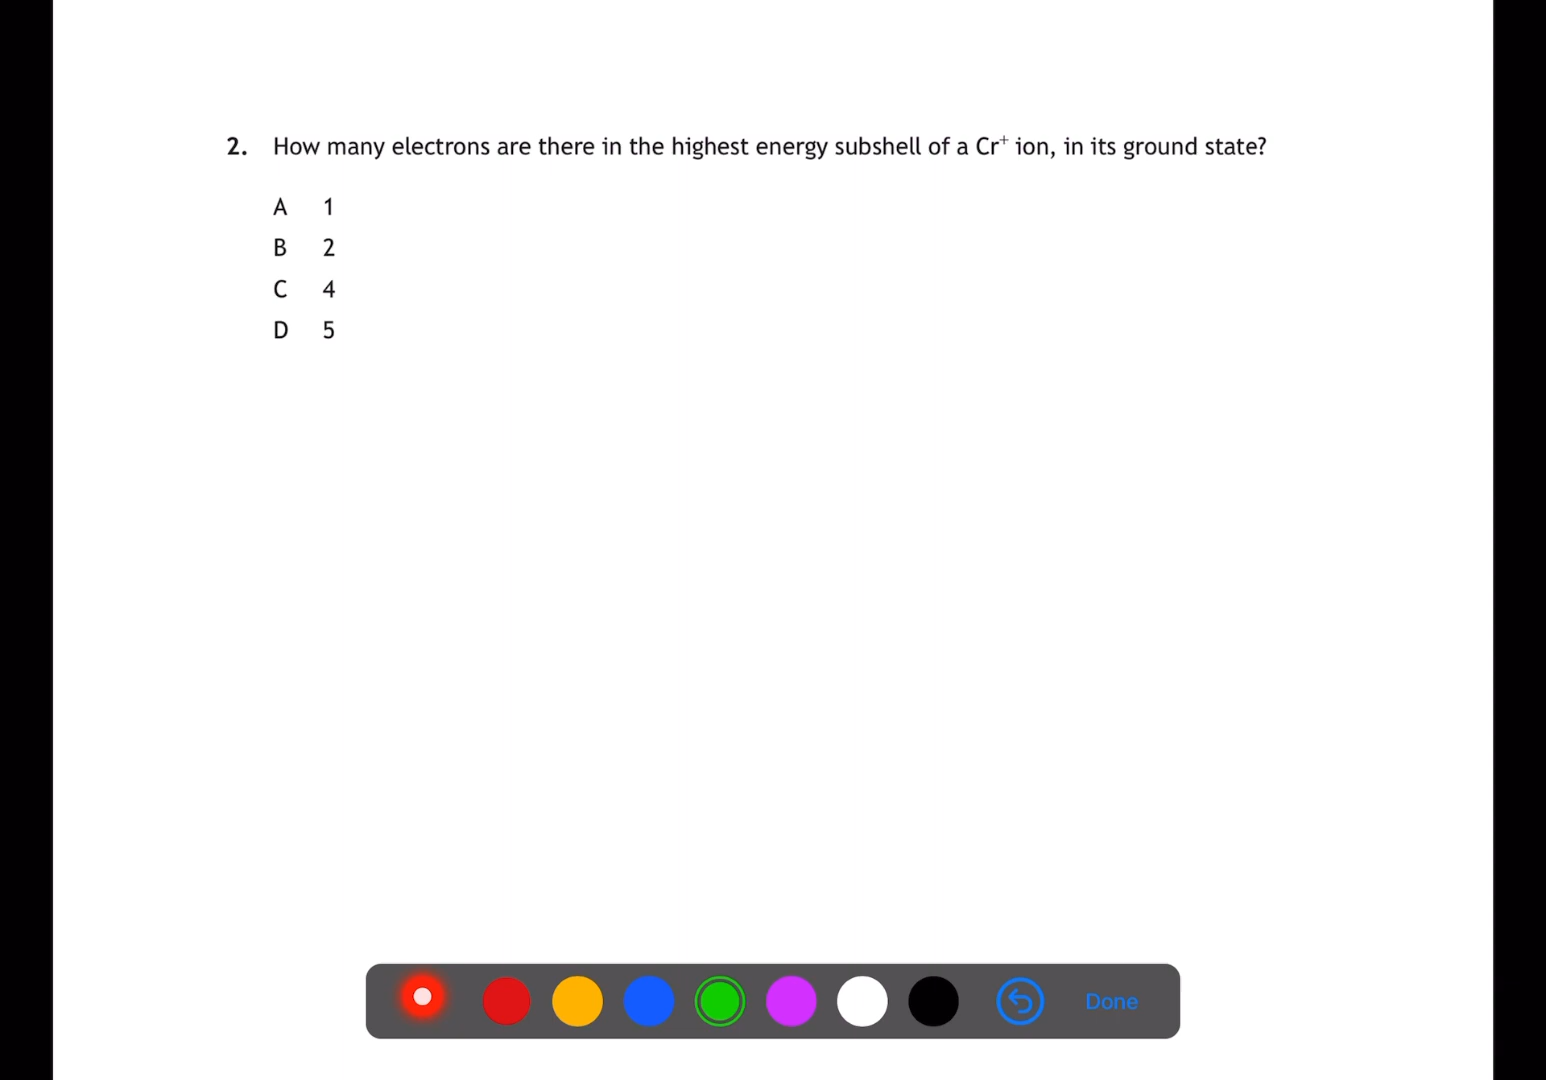 2. How many electrons are there in the highest energy subshell of a Cr⁺ ion, in its ground state?
A 1
B 2
C 4
D 5
Done